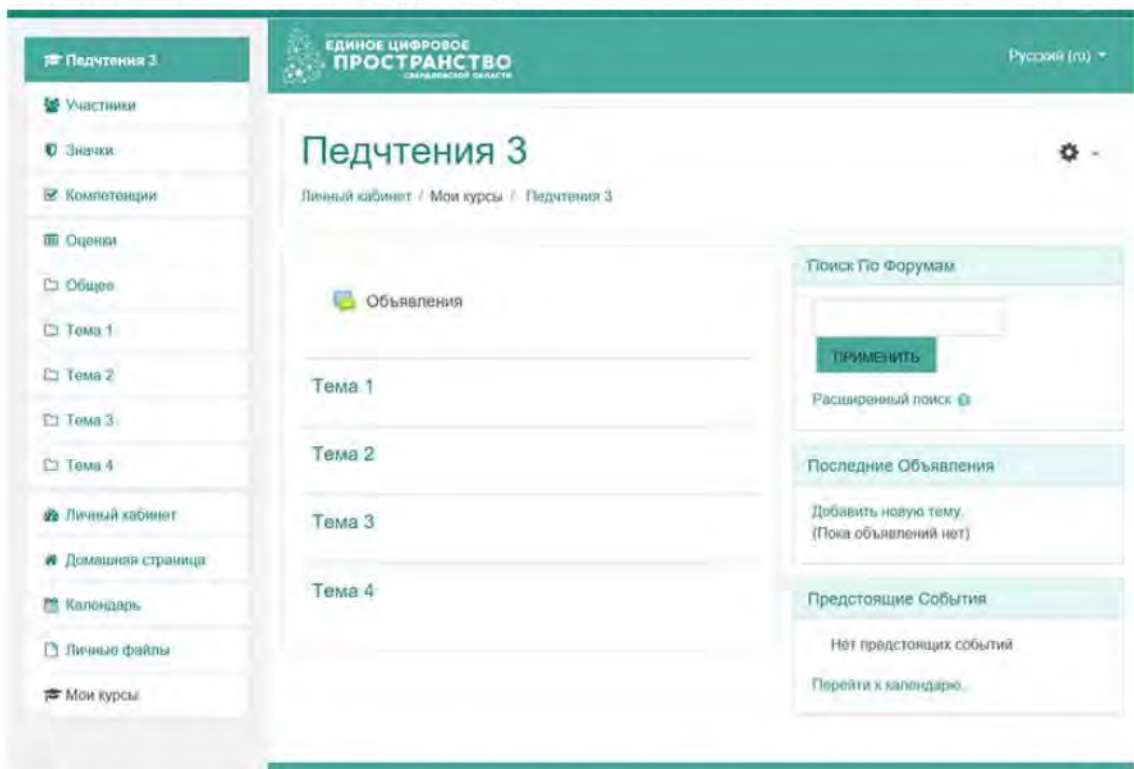 Педчтения 3
Участники
Значки
Компетенции
Оценки
Общее
Тема 1
Тема 2
Тема 3
Тема 4
Личный кабинет
Домашняя страница
Календарь
Личные файлы
Мои курсы
ЕДИНОЕ ЦИФРОВОЕ
ПРОСТРАНСТВО
СВЕРДЛОВСКОЙ ОБЛАСТИ
Русский (ru)
Педчтения 3
Личный кабинет / Мои курсы / Педчтения 3
Объявления
Тема 1
Тема 2
Тема 3
Тема 4
Поиск По Форумам
ПРИМЕНИТЬ
Расширенный поиск
Последние Объявления
Добавить новую тему.
(Пока объявлений нет)
Предстоящие События
Нет предстоящих событий
Перейти к календарю...